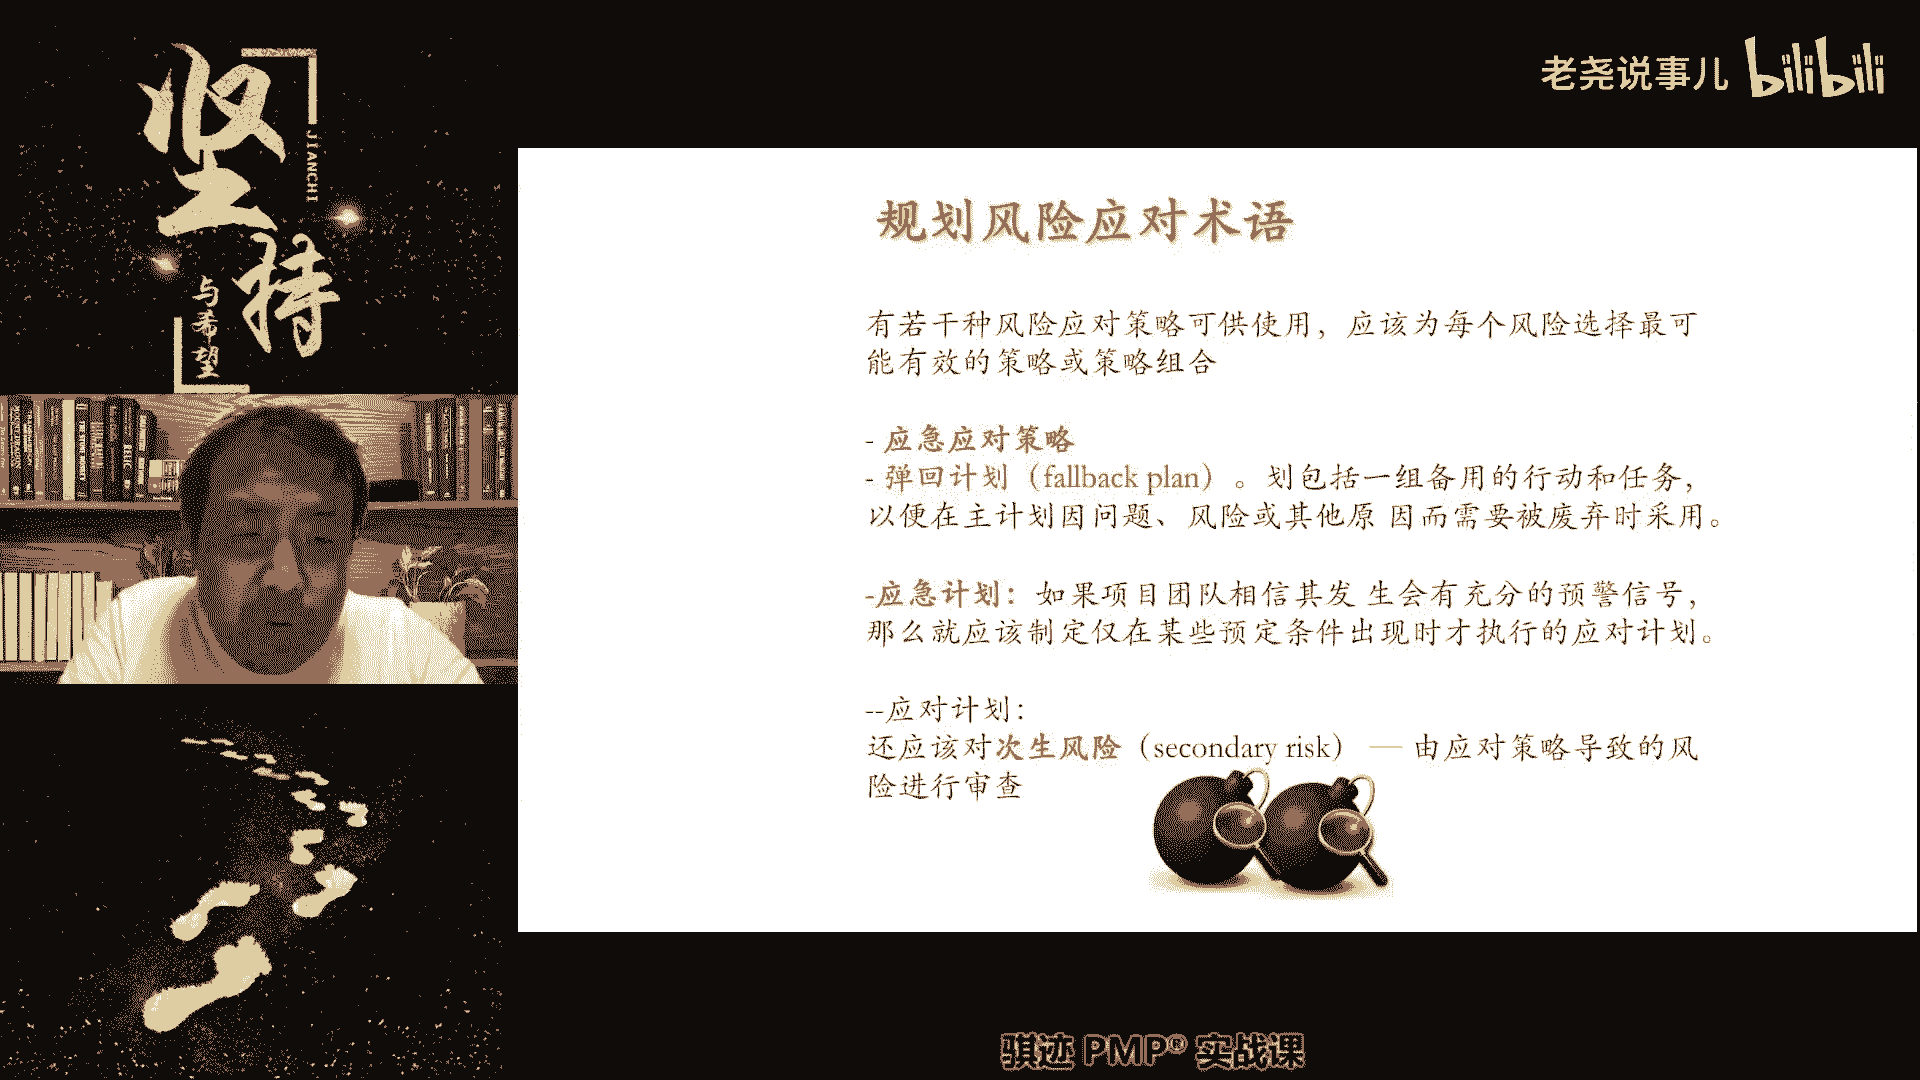 坚持
JIANCHI
与希望
老尧说事儿 bilibili
规划风险应对术语
有若干种风险应对策略可供使用，应该为每个风险选择最可
能有效的策略或策略组合
- 应急应对策略
- 弹回计划（fallback plan）。划包括一组备用的行动和任务，
以便在主计划因问题、风险或其他原 因而需要被废弃时采用。
-应急计划：如果项目团队相信其发 生会有充分的预警信号，
那么就应该制定仅在某些预定条件出现时才执行的应对计划。
--应对计划：
还应该对次生风险（secondary risk） — 由应对策略导致的风
险进行审查
骐迹 PMP® 实战课